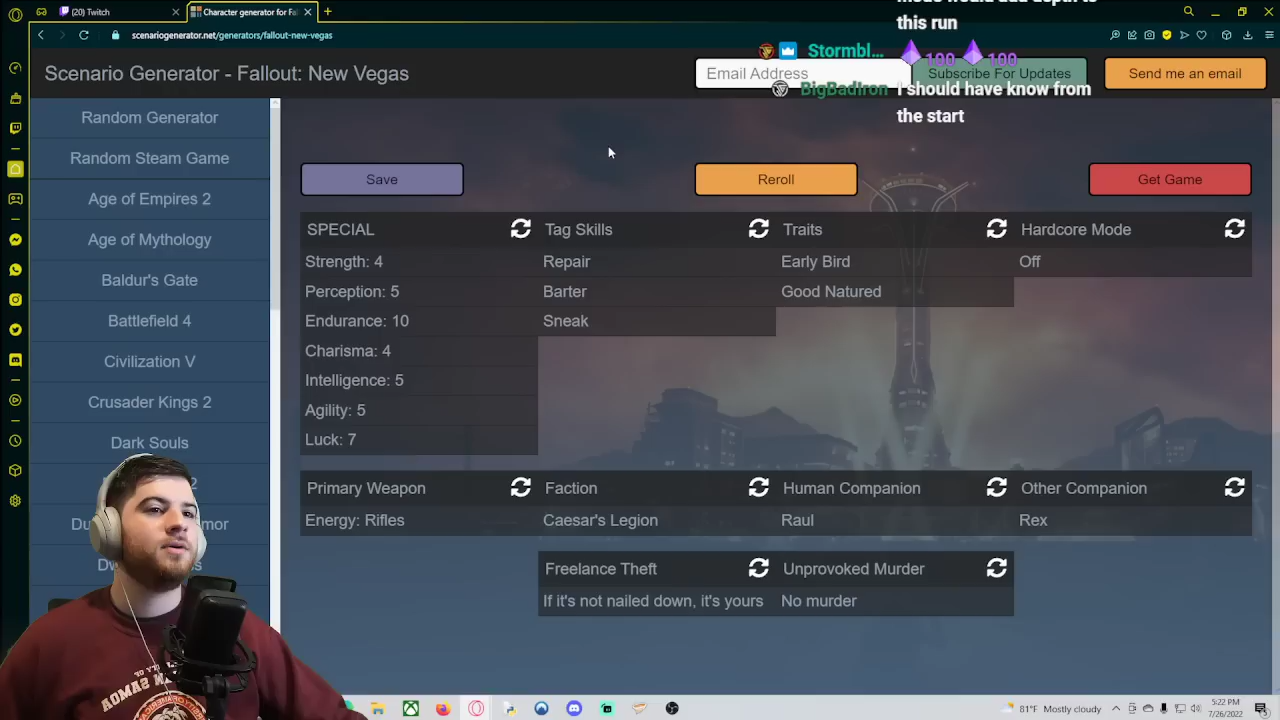 (20) Twitch
Character generator for Fal
scenariogenerator.net/generators/fallout-new-vegas
this run
Stormbl...
100 100
BigBadIron I should have know from
the start
Scenario Generator - Fallout: New Vegas
Email Address
Subscribe For Updates
Send me an email
Random Generator
Random Steam Game
Age of Empires 2
Age of Mythology
Baldur's Gate
Battlefield 4
Civilization V
Crusader Kings 2
Dark Souls
Save
Reroll
Get Game
SPECIAL
Strength: 4
Perception: 5
Endurance: 10
Charisma: 4
Intelligence: 5
Agility: 5
Luck: 7
Tag Skills
Repair
Barter
Sneak
Traits
Early Bird
Good Natured
Hardcore Mode
Off
Primary Weapon
Energy: Rifles
Faction
Caesar's Legion
Human Companion
Raul
Other Companion
Rex
Freelance Theft
If it's not nailed down, it's yours
Unprovoked Murder
No murder
81°F Mostly cloudy
5:22 PM
7/26/2022